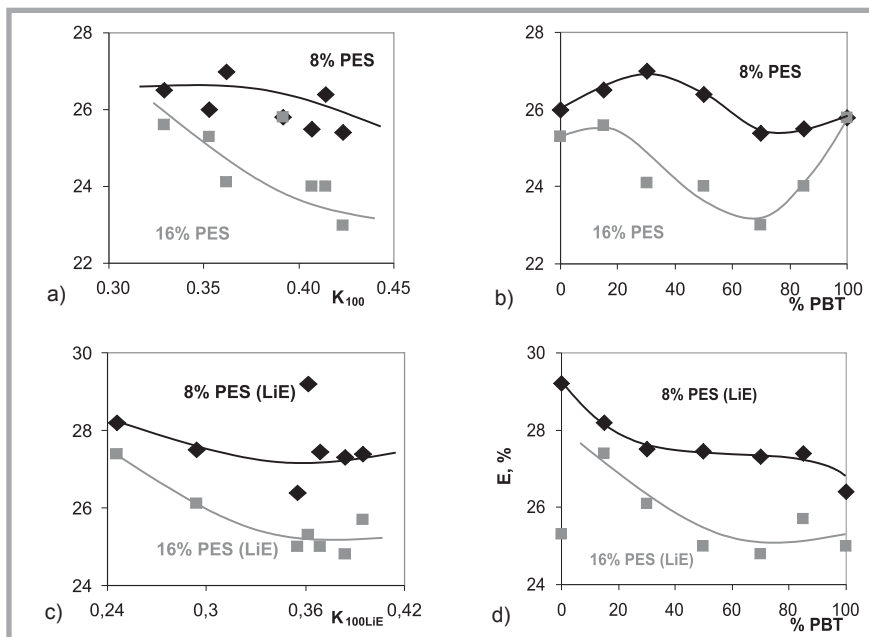 28
26
24
22
8% PES
16% PES
0.30 0.35 0.40 0.45
a)
K100
28
26
24
22
8% PES
16% PES
0 20 40 60 80 100
b)
% PBT
30
28
26
24
8% PES (LiE)
16% PES (LiE)
0,24 0,3 0,36 0,42
c)
K100LiE
E, %
30
28
26
24
8% PES (LiE)
16% PES (LiE)
0 20 40 60 80 100
d)
% PBT